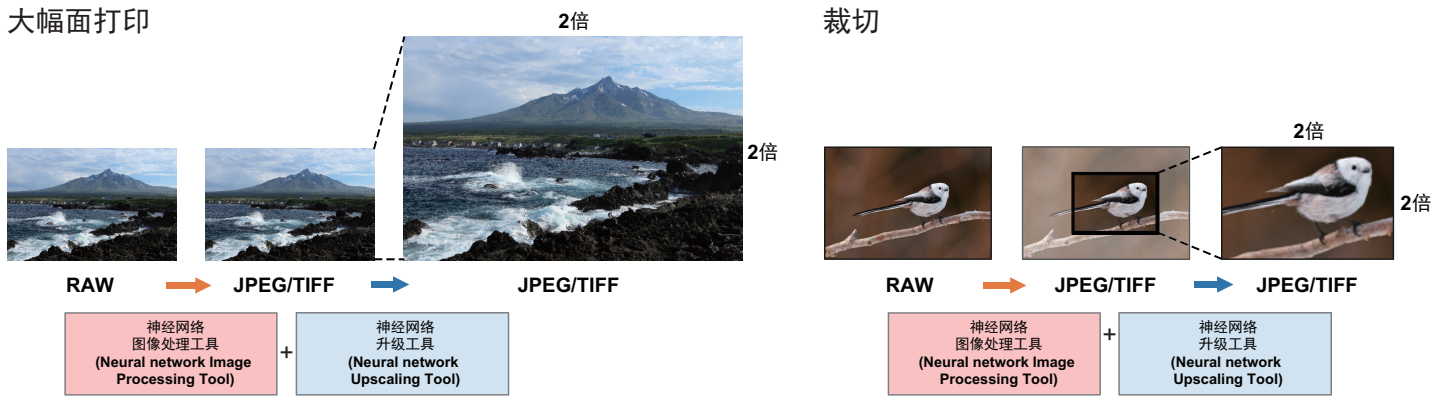 大幅面打印
2倍
2倍
RAW
JPEG/TIFF
JPEG/TIFF
神经网络
图像处理工具
(Neural network Image
Processing Tool)
+
神经网络
升级工具
(Neural network
Upscaling Tool)
裁切
2倍
2倍
RAW
JPEG/TIFF
JPEG/TIFF
神经网络
图像处理工具
(Neural network Image
Processing Tool)
+
神经网络
升级工具
(Neural network
Upscaling Tool)